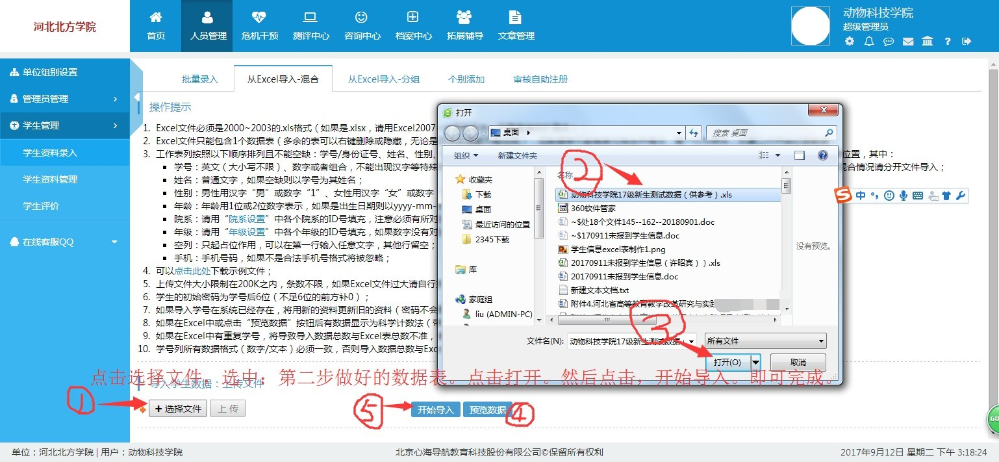 河北北方学院
首页
人员管理
危机干预
测评中心
咨询中心
档案中心
拓展辅导
文章管理
动物科技学院
超级管理员
单位组别设置
管理员管理
学生管理
学生资料录入
学生资料管理
学生评价
在线客服QQ
批量录入
从Excel导入-混合
从Excel导入-分组
个别添加
审核自助注册
操作提示
1. Excel文件必须是2000~2003的.xls格式（如果是.xlsx，请用Excel2007
2. Excel文件只能包含1个数据表（多余的表可以右键删除或隐藏，无论是
3. 工作表列按照以下顺序排列且不能空缺：学号/身份证号、姓名、性别、
位置，其中：
学号：英文（大小写不限）、数字或者组合，不能出现汉字等特殊
混合情况请分开文件导入；
姓名：普通文字，如果空缺则以学号为其姓名；
性别：男性用汉字“男”或数字“1”、女性用汉字“女”或数字
年龄：年龄用1位或2位数字表示，如果是出生日期则以yyyy-mm-
院系：请用“院系设置”中各个院系的ID号填充，注意必须有所对
年级：请用“年级设置”中各个年级的ID号填充，如果数字没有对
空列：只起占位作用，可以在第一行输入任意文字，其他行留空；
手机：手机号码，如果不是合法手机号格式将被忽略；
4. 可以点击此处下载示例文件；
5. 上传文件大小限制在200K之内，条数不限，如果Excel文件过大请自行
6. 学生的初始密码为学号后6位（不足6位的前方补0）；
7. 如果导入学号在系统已经存在，将用新的资料更新旧的资料（密码不会
8. 如果在Excel中或点击“预览数据”按钮后有数据显示为科学计数法（
9. 如果在Excel中有重复学号，将导致导入数据总数与Excel表总数不准，
10. 学号列所有数据格式（数字/文本）必须一致，否则导入数据总数与Exc
打开
桌面
搜索 桌面
组织
新建文件夹
收藏夹
下载
桌面
最近访问的位置
2345下载
库
家庭组
liu (ADMIN-PC)
名称
动物科技学院17级新生测试数据（供参考）.xls
360软件管家
~$处18个文件145--162--20180901.doc
~$170911未报到学生信息.doc
学生信息excel表制作1.png
20170911未报到学生信息（许昭宾））.xls
20170911未报到学生信息.doc
新建文本文档.txt
附件4.河北省高等教育教学改革研究与实践
没有预览。
文件名(N):
动物科技学院17级新生测试数据
所有文件
打开(O)
取消
中
②
③
点击选择文件，选中：第二步做好的数据表。点击打开。然后点击，开始导入。即可完成。
导入学生数据：上传文件
①
+ 选择文件
上 传
⑤
开始导入
预览数据
④
68
单位：河北北方学院 | 用户：动物科技学院
北京心海导航教育科技股份有限公司©保留所有权利
2017年9月12日 星期二 下午 3:18:24